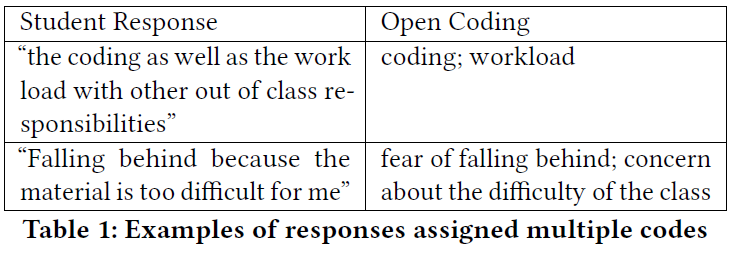 Student Response
Open Coding
“the coding as well as the work
load with other out of class re-
sponsibilities”
coding; workload
“Falling behind because the
material is too difficult for me”
fear of falling behind; concern
about the difficulty of the class
Table 1: Examples of responses assigned multiple codes